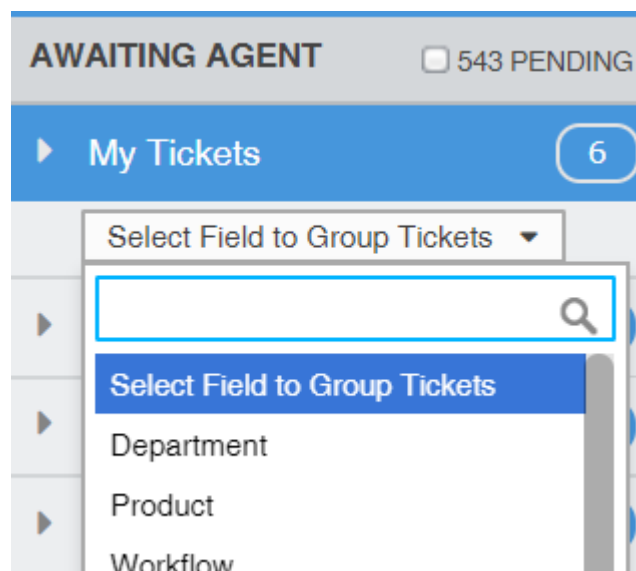 AWAITING AGENT 543 PENDING
My Tickets 6
Select Field to Group Tickets
Select Field to Group Tickets
Department
Product
Workflow